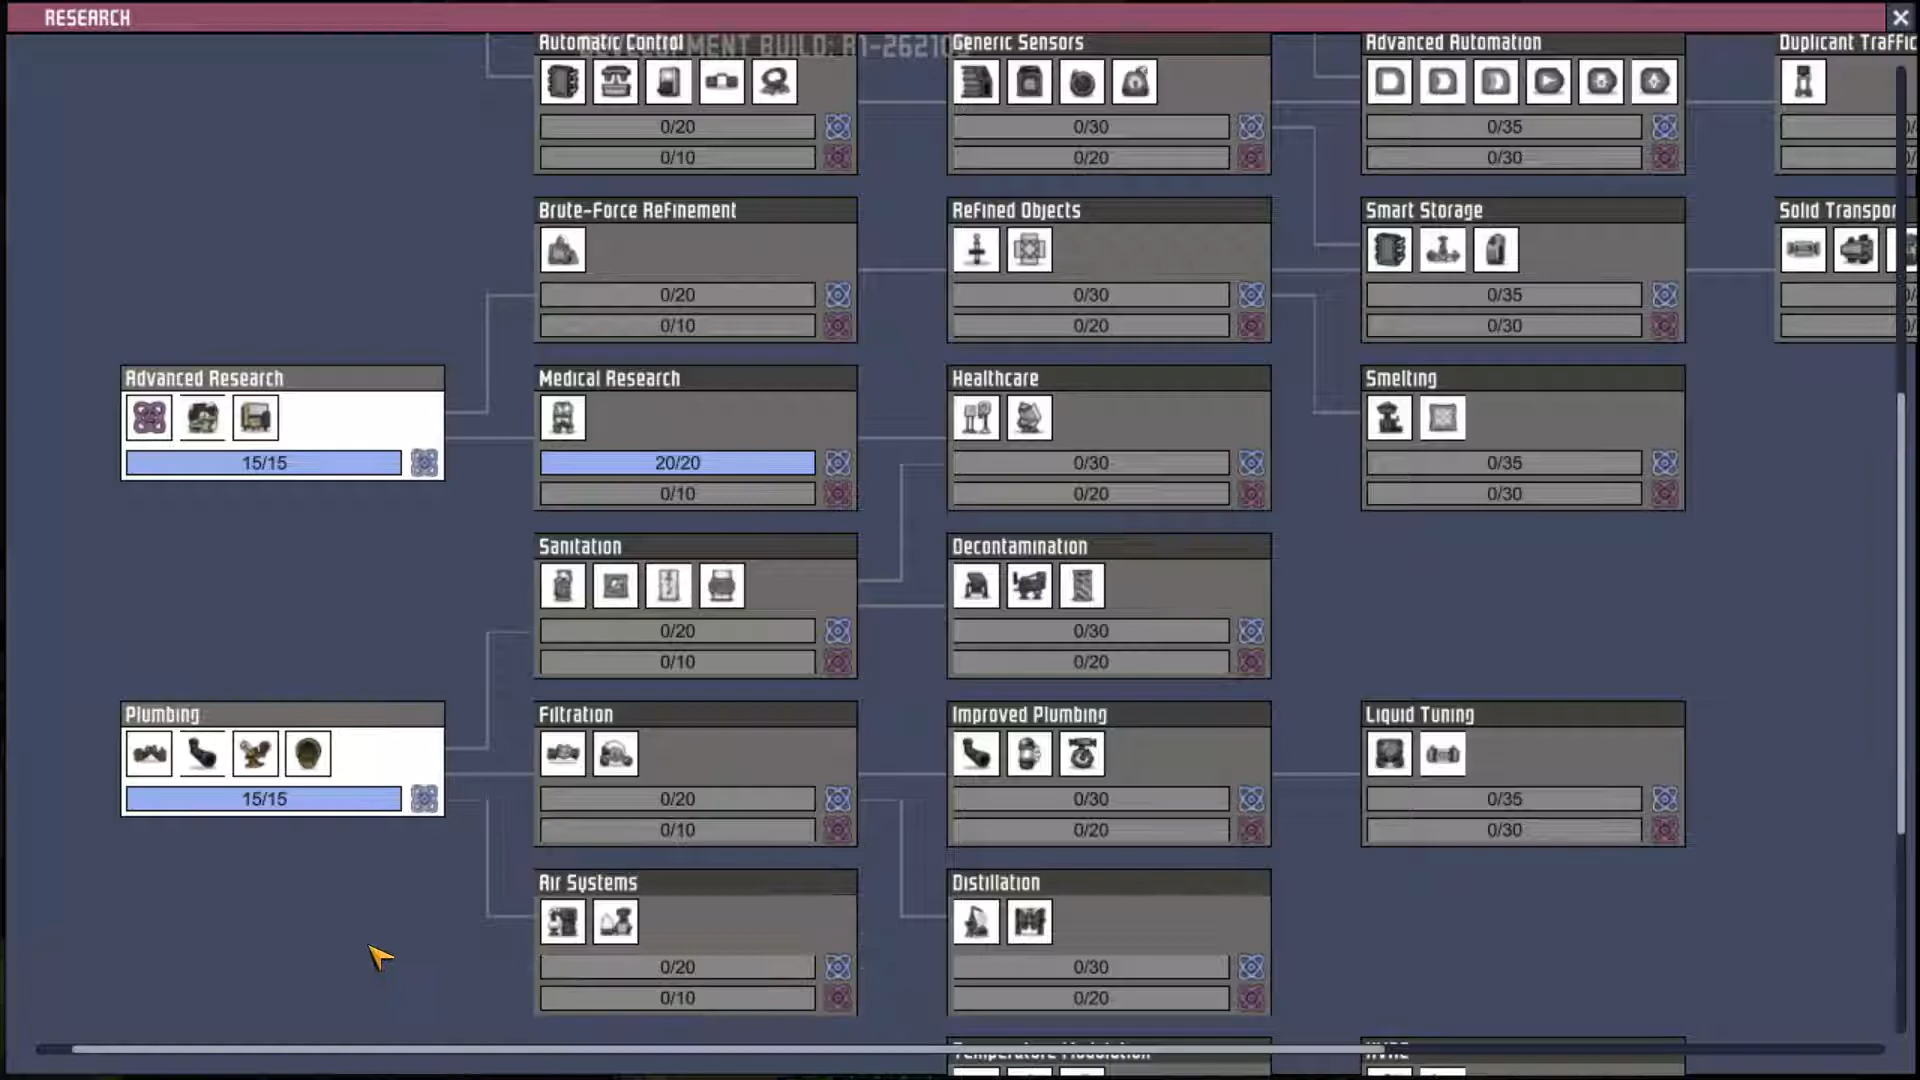 RESEARCH
Automatic Control
Generic Sensors
Advanced Automation
Duplicant Traffic
0/20
0/30
0/35
0/10
0/20
0/30
Brute-Force Refinement
Refined Objects
Smart Storage
Solid Transpor
0/20
0/30
0/35
0/10
0/20
0/30
Advanced Research
Medical Research
Healthcare
Smelting
15/15
20/20
0/30
0/35
0/10
0/20
0/30
Sanitation
Decontamination
0/20
0/30
0/10
0/20
Plumbing
Filtration
Improved Plumbing
Liquid Tuning
15/15
0/20
0/30
0/35
0/10
0/20
0/30
Air Systems
Distillation
0/20
0/30
0/10
0/20
Temperature Modulation
HVAC